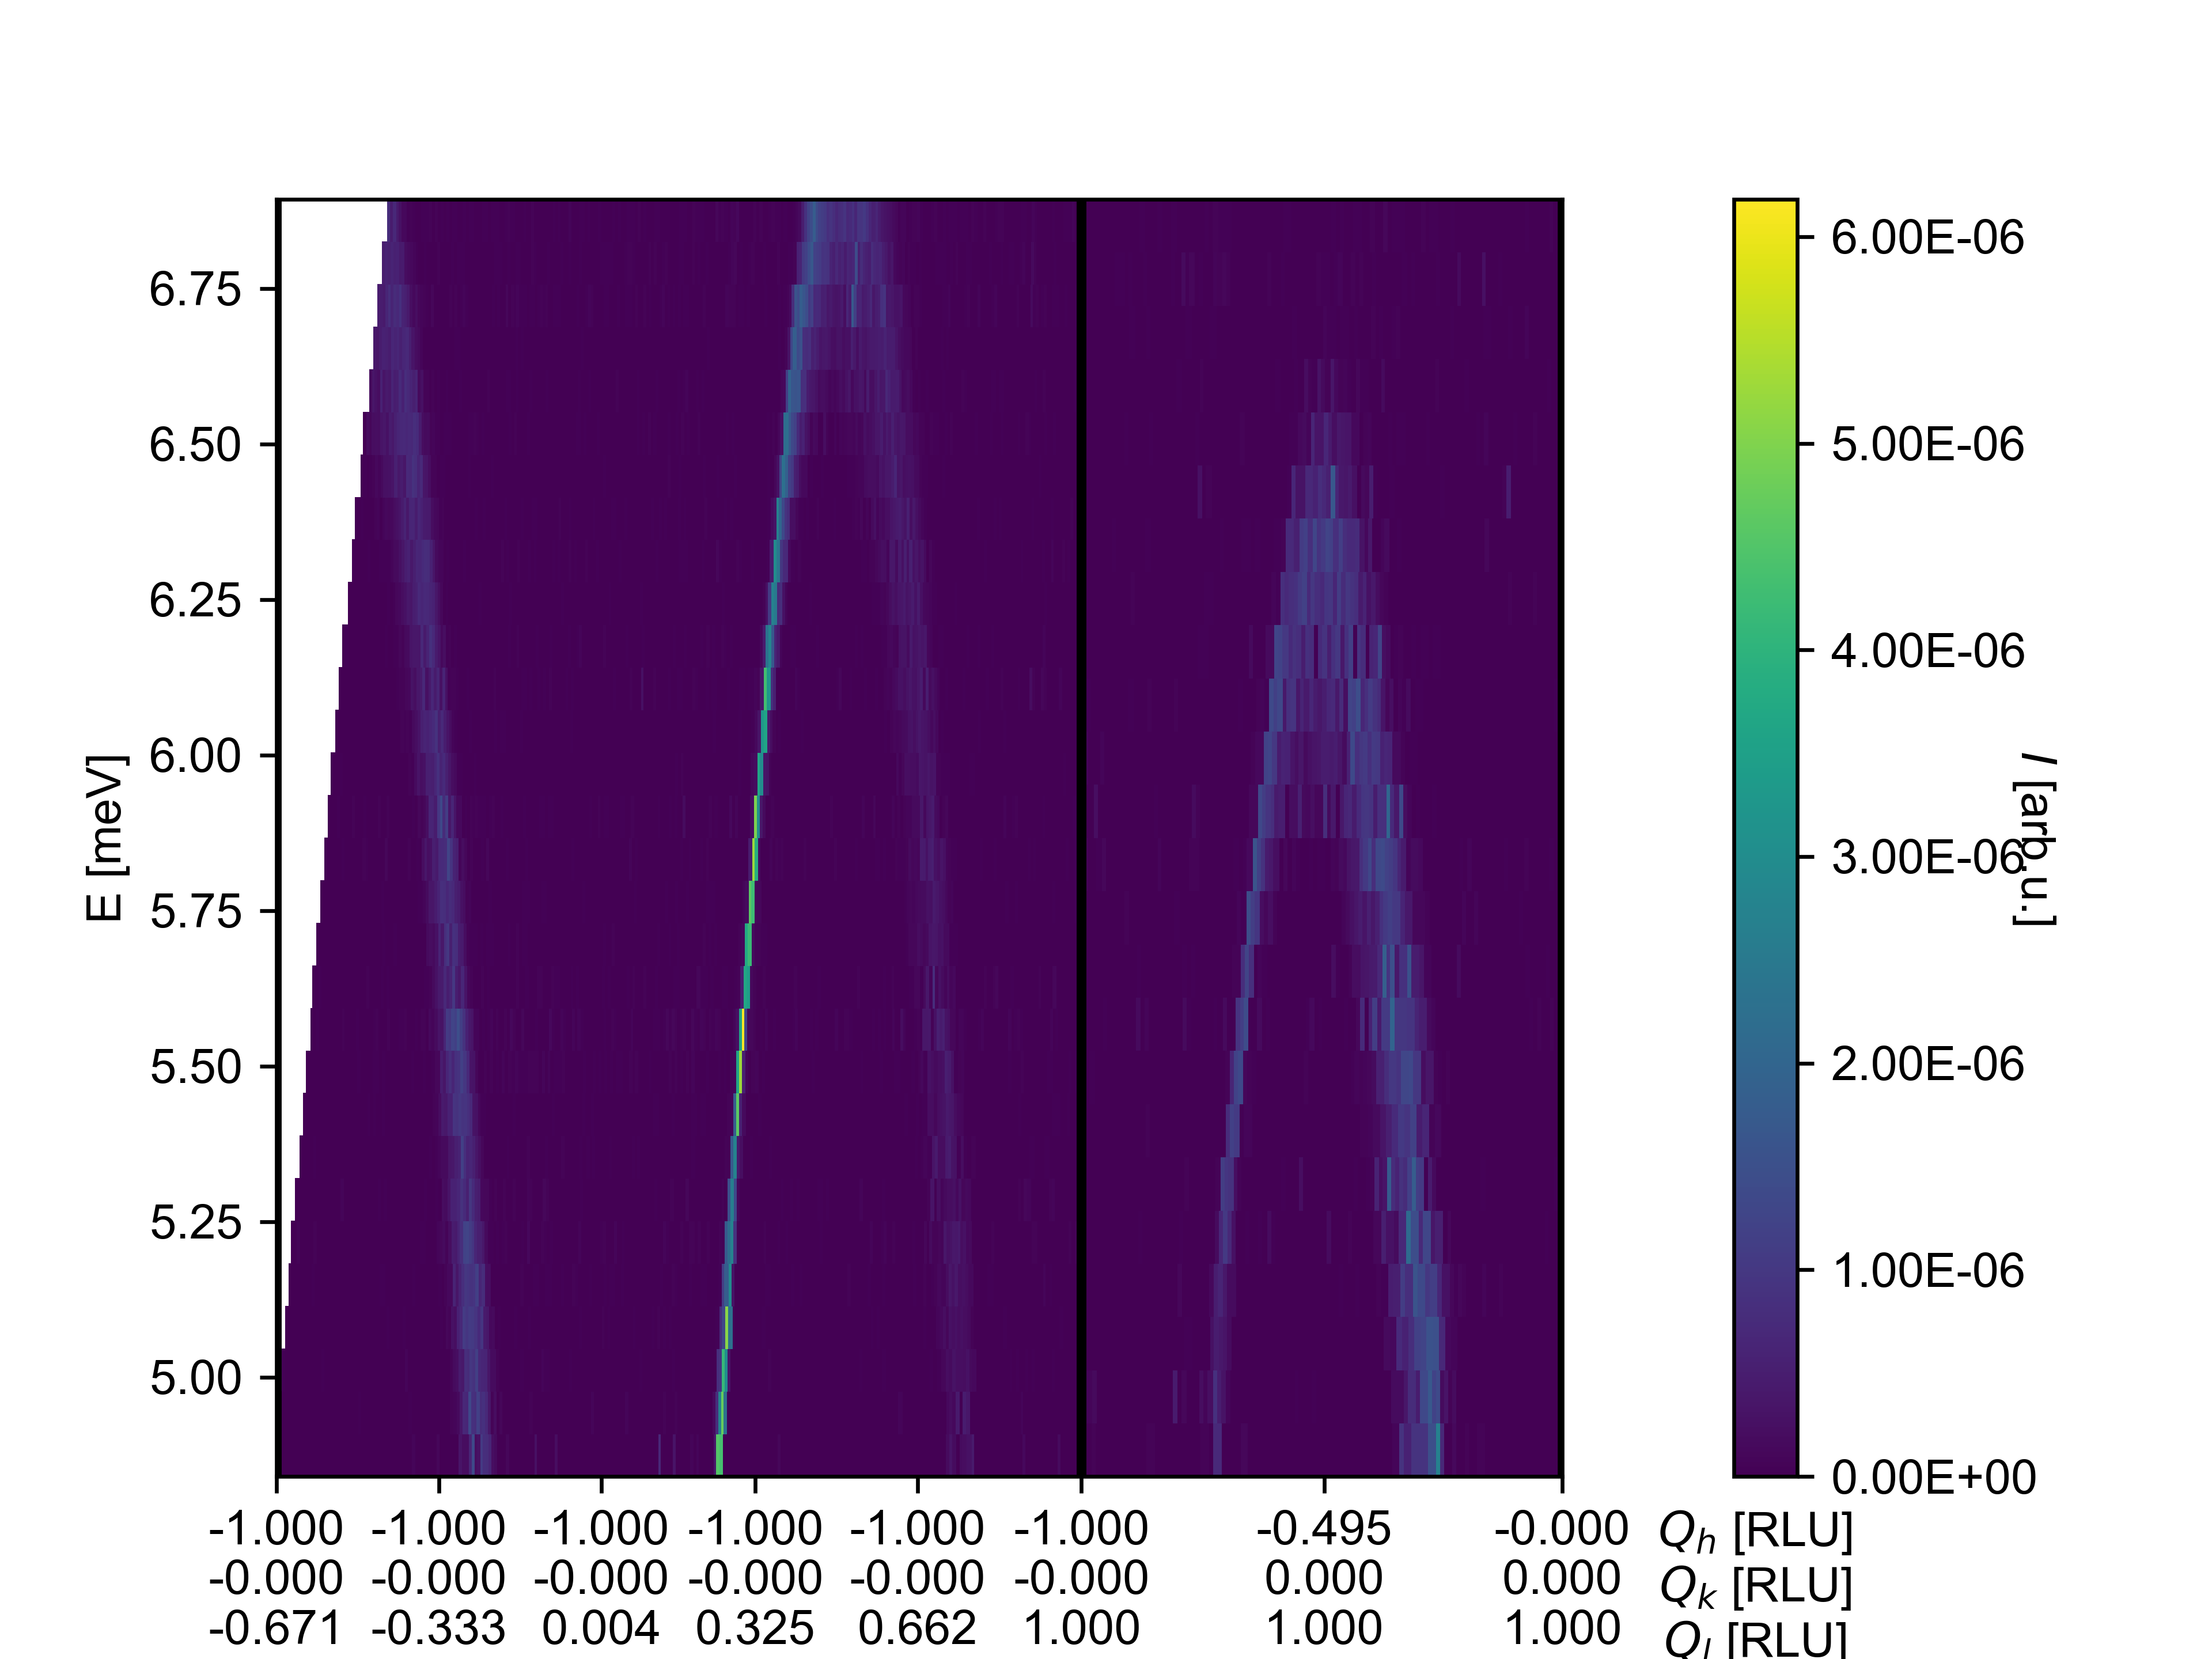 E [meV]
6.75
6.50
6.25
6.00
5.75
5.50
5.25
5.00
-1.000 -1.000 -1.000 -1.000 -1.000 -1.000 -0.495 -0.000 Qh [RLU]
-0.000 -0.000 -0.000 -0.000 -0.000 -0.000 0.000 0.000 Qk [RLU]
-0.671 -0.333 0.004 0.325 0.662 1.000 1.000 1.000 Ql [RLU]
6.00E-06
5.00E-06
4.00E-06
3.00E-06
2.00E-06
1.00E-06
0.00E+00
I [arb.u.]